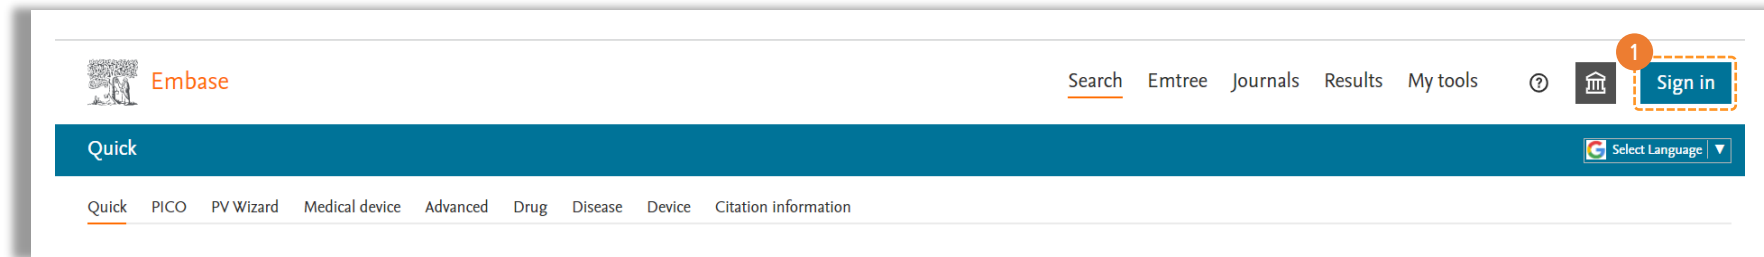 1
Embase Search Emtree Journals Results My tools ? Sign in
Quick Select Language
Quick PICO PV Wizard Medical device Advanced Drug Disease Device Citation information